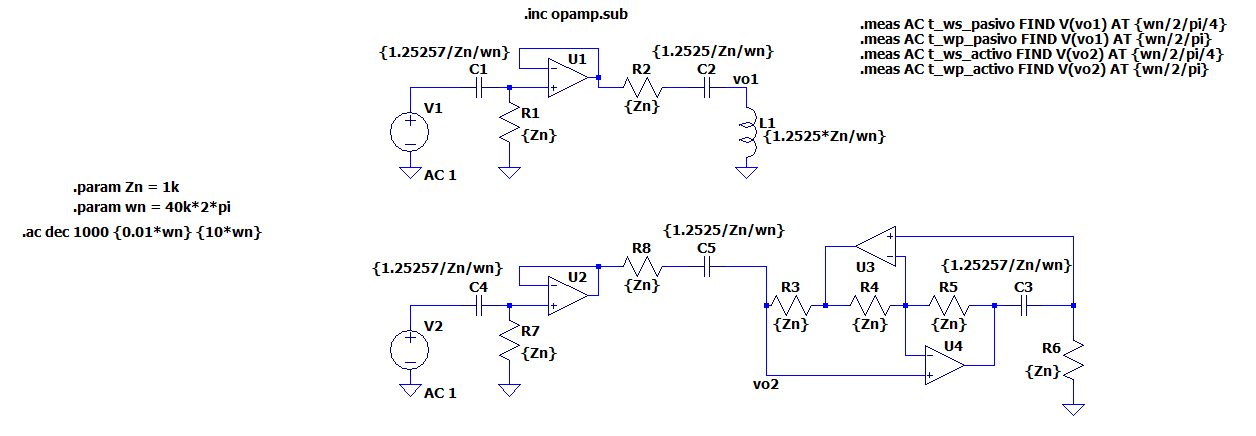 .inc opamp.sub
.meas AC t_ws_pasivo FIND V(vo1) AT {wn/2/pi/4}
.meas AC t_wp_pasivo FIND V(vo1) AT {wn/2/pi}
.meas AC t_ws_activo FIND V(vo2) AT {wn/2/pi/4}
.meas AC t_wp_activo FIND V(vo2) AT {wn/2/pi}
{1.25257/Zn/wn}
C1
U1
R2
{Zn}
{1.2525/Zn/wn}
C2
vo1
V1
R1
{Zn}
L1
{1.2525*Zn/wn}
AC 1
.param Zn = 1k
.param wn = 40k*2*pi
.ac dec 1000 {0.01*wn} {10*wn}
{1.25257/Zn/wn}
C4
U2
R8
{Zn}
{1.2525/Zn/wn}
C5
U3
{1.25257/Zn/wn}
R3
{Zn}
R4
{Zn}
R5
{Zn}
C3
V2
R7
{Zn}
U4
R6
{Zn}
vo2
AC 1